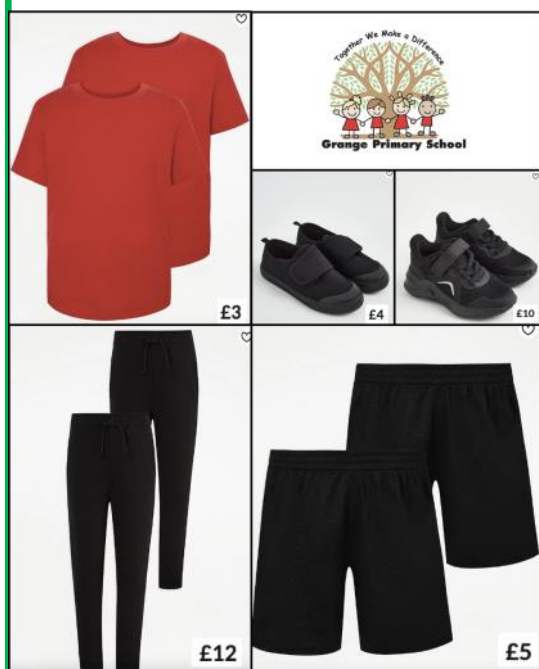 Together We Make a Difference
Grange Primary School
£3
£4
£10
£12
£5